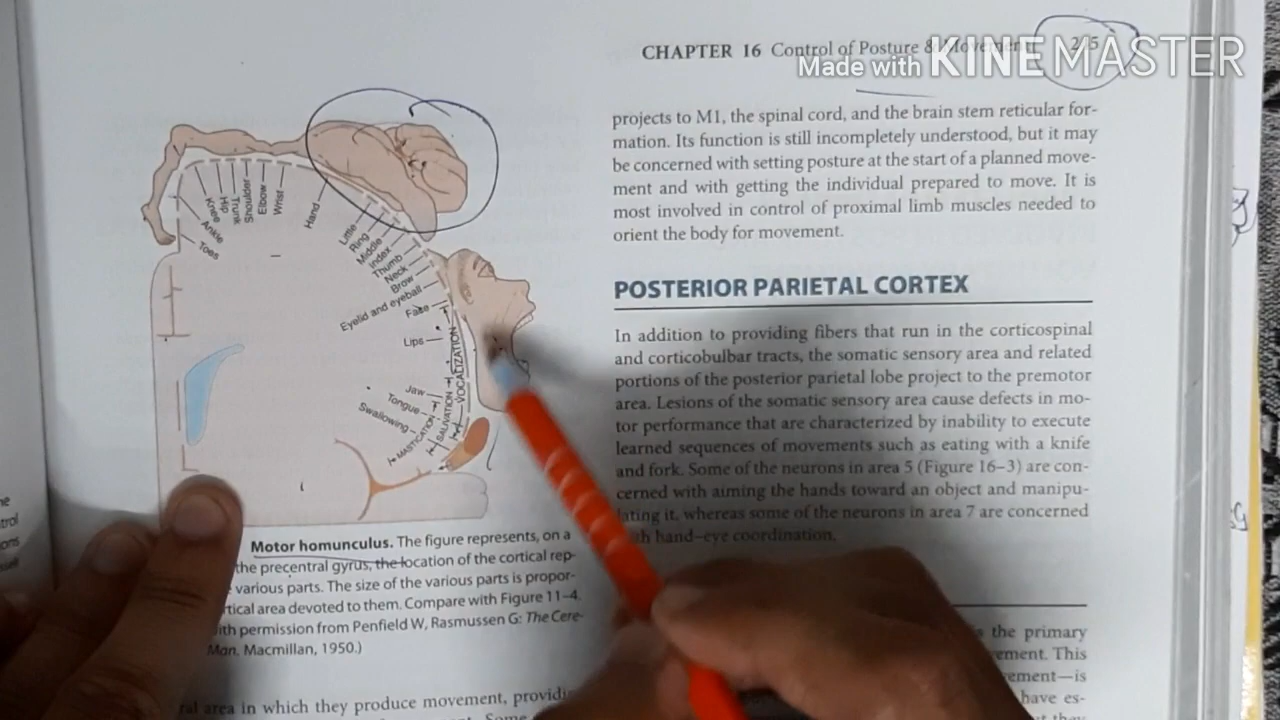 CHAPTER 16 Control of Posture &
Made with KINEMASTER
projects to M1, the spinal cord, and the brain stem reticular for-
mation. Its function is still incompletely understood, but it may
be concerned with setting posture at the start of a planned move-
ment and with getting the individual prepared to move. It is
most involved in control of proximal limb muscles needed to
orient the body for movement.
POSTERIOR PARIETAL CORTEX
In addition to providing fibers that run in the corticospinal
and corticobulbar tracts, the somatic sensory area and related
portions of the posterior parietal lobe project to the premotor
area. Lesions of the somatic sensory area cause defects in mo-
tor performance that are characterized by inability to execute
learned sequences of movements such as eating with a knife
and fork. Some of the neurons in area 5 (Figure 16–3) are con-
cerned with aiming the hands toward an object and manipu-
lating it, whereas some of the neurons in area 7 are concerned
hand–eye coordination.
the primary
This
have es-
Toes
Ankle
Knee
Hip
Trunk
Shoulder
Elbow
Wrist
Hand
Little
Ring
Middle
Index
Thumb
Neck
Brow
Eyelid and eyeball
Face
Lips
Jaw
Tongue
Swallowing
MASTICATION
SALIVATION
VOCALIZATION
Motor homunculus. The figure represents, on a
the precentral gyrus, the location of the cortical rep-
various parts. The size of the various parts is propor-
area devoted to them. Compare with Figure 11–4.
permission from Penfield W, Rasmussen G: The Cere-
Man. Macmillan, 1950.)
area in which they produce movement,